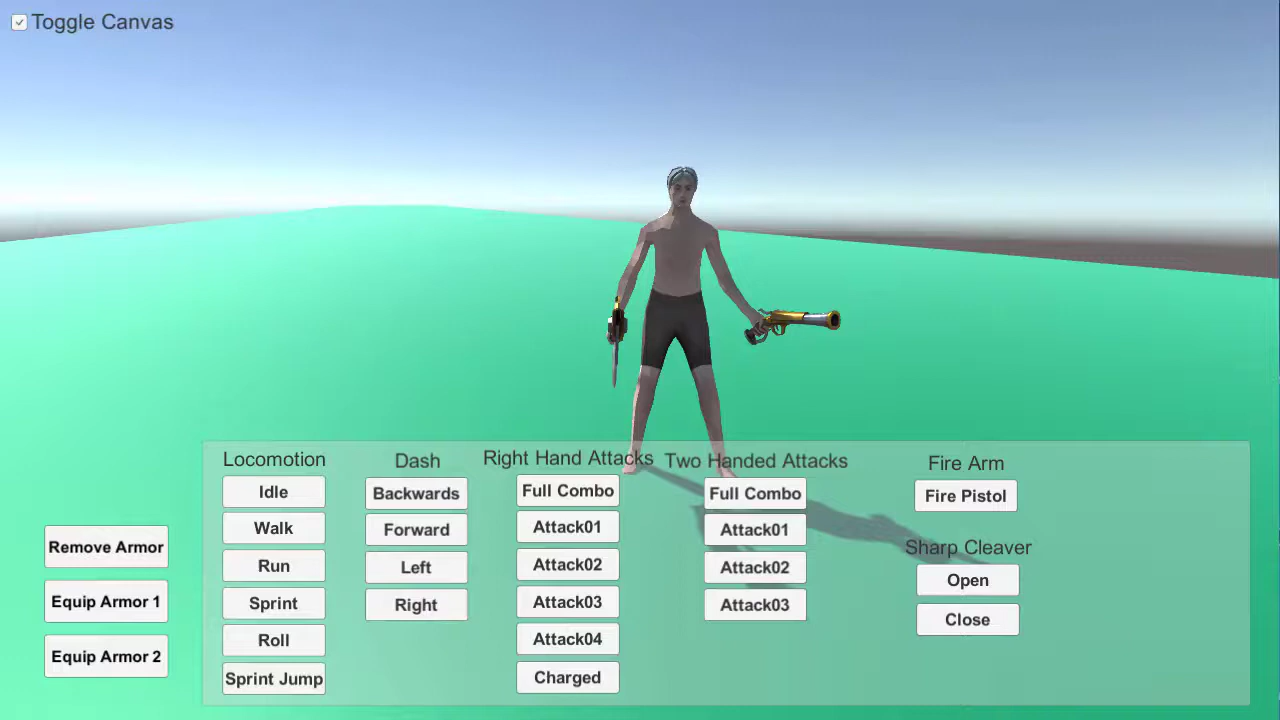 Toggle Canvas
Remove Armor
Equip Armor 1
Equip Armor 2
Locomotion
Idle
Walk
Run
Sprint
Roll
Sprint Jump
Dash
Backwards
Forward
Left
Right
Right Hand Attacks
Full Combo
Attack01
Attack02
Attack03
Attack04
Charged
Two Handed Attacks
Full Combo
Attack01
Attack02
Attack03
Fire Arm
Fire Pistol
Sharp Cleaver
Open
Close